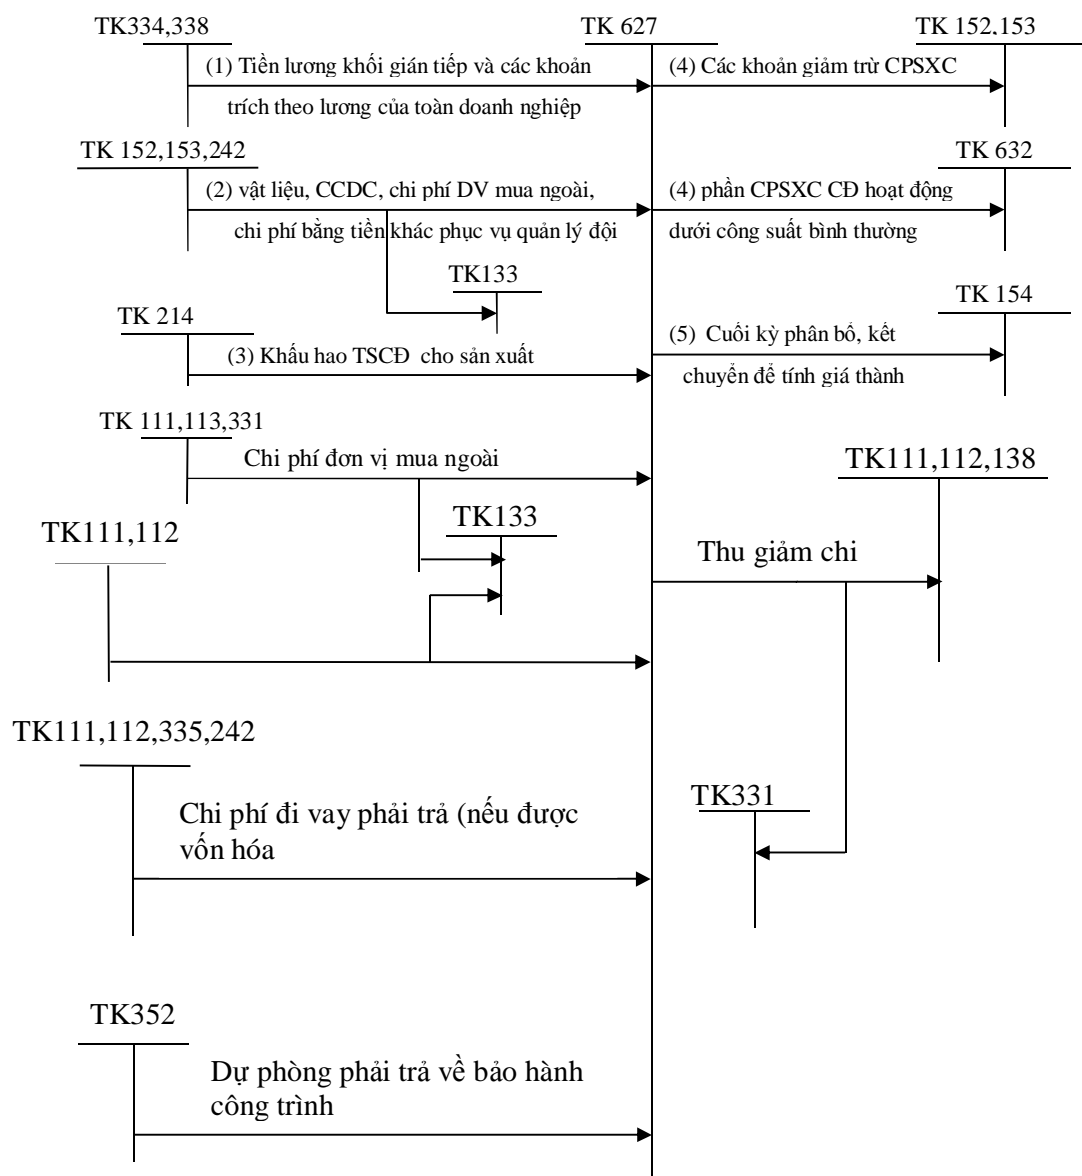 TK334,338
TK 627
TK 152,153
(1) Tiền lương khối gián tiếp và các khoản
(4) Các khoản giảm trừ CPSXC
trích theo lương của toàn doanh nghiệp
TK 152,153,242
TK 632
(2) vật liệu, CCDC, chi phí DV mua ngoài,
(4) phần CPSXC CĐ hoạt động
chi phí bằng tiền khác phục vụ quản lý đội
dưới công suất bình thường
TK133
TK 154
TK 214
(3) Khấu hao TSCĐ cho sản xuất
(5) Cuối kỳ phân bổ, kết
chuyển để tính giá thành
TK 111,113,331
Chi phí đơn vị mua ngoài
TK111,112,138
TK133
TK111,112
Thu giảm chi
TK111,112,335,242
TK331
Chi phí đi vay phải trả (nếu được
vốn hóa
TK352
Dự phòng phải trả về bảo hành
công trình